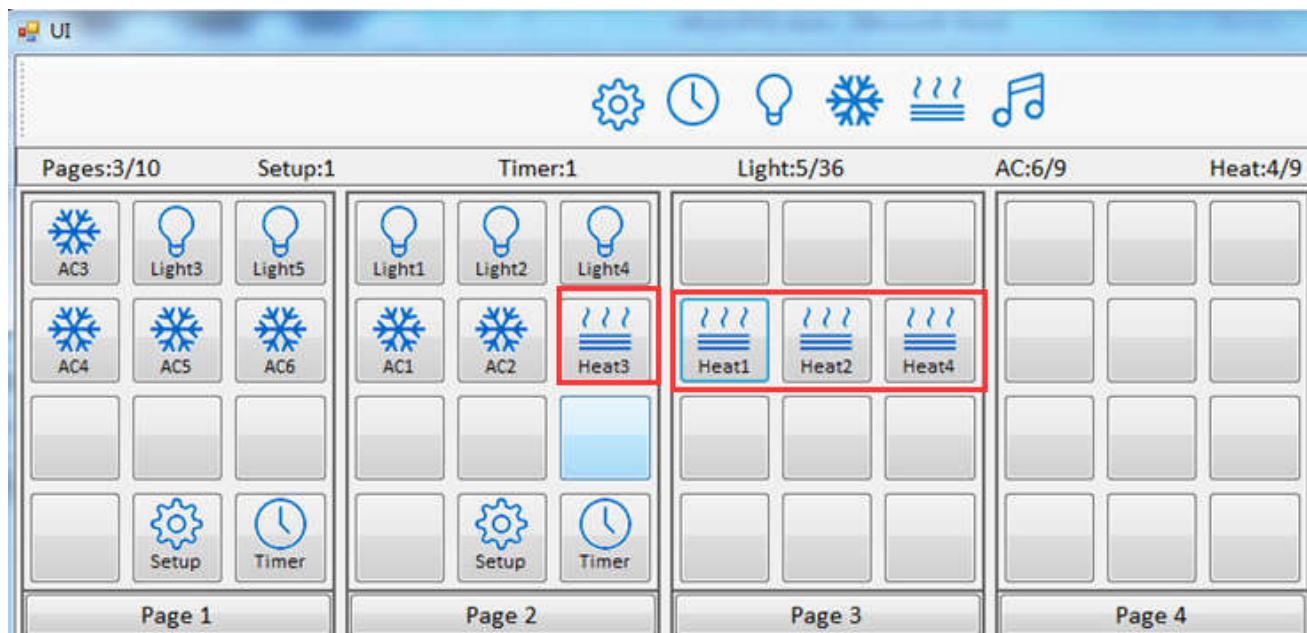 UI
Pages:3/10 Setup:1 Timer:1 Light:5/36 AC:6/9 Heat:4/9
AC3 Light3 Light5 Light1 Light2 Light4
AC4 AC5 AC6 AC1 AC2 Heat3 Heat1 Heat2 Heat4
Setup Timer Setup Timer
Page 1 Page 2 Page 3 Page 4